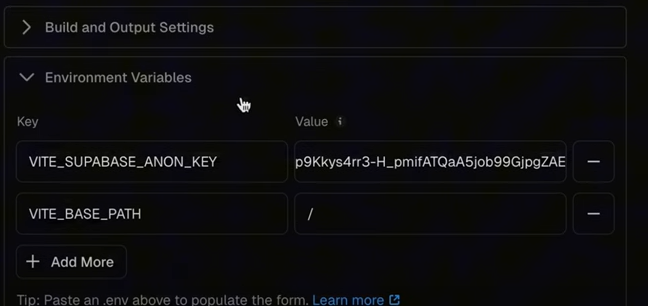 Build and Output Settings
Environment Variables
Key Value i
VITE_SUPABASE_ANON_KEY p9Kkys4rr3-H_pmifATQaA5job99GjpgZAE
VITE_BASE_PATH /
+ Add More
Tip: Paste an .env above to populate the form. Learn more